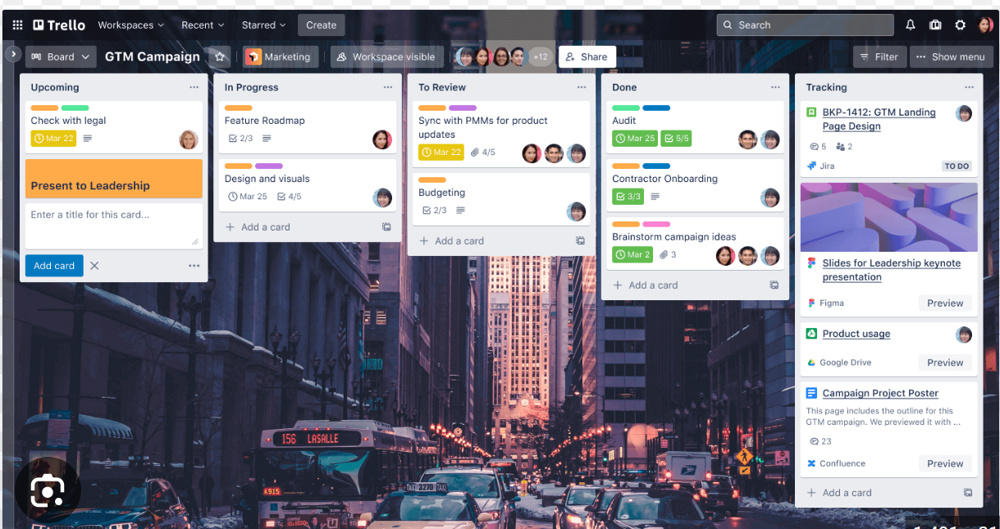 Trello Workspaces Recent Starred Create Search
Board GTM Campaign Marketing Workspace visible +12 Share Filter Show menu
Upcoming
Check with legal
Mar 22
Present to Leadership
Enter a title for this card...
Add card
In Progress
Feature Roadmap
2/3
Design and visuals
Mar 25 4/5
Add a card
To Review
Sync with PMMs for product
updates
Mar 22 4/5
Budgeting
2/3
Add a card
Done
Audit
Mar 25 5/5
Contractor Onboarding
3/3
Brainstorm campaign ideas
Mar 2 3
Add a card
Tracking
BKP-1412: GTM Landing
Page Design
5 2
Jira TO DO
Slides for Leadership keynote
presentation
Figma Preview
Product usage
Google Drive Preview
Campaign Project Poster
This page includes the outline for this
GTM campaign. We previewed it with ...
23
Confluence Preview
Add a card
156 LASALLE
K915
TAXI